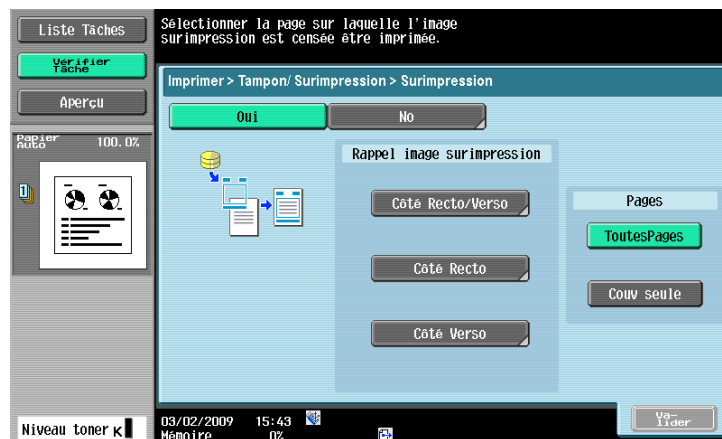 Liste Tâches
Sélectionner la page sur laquelle l'image
surimpression est censée être imprimée.
Vérifier
Tâche
Aperçu
Imprimer > Tampon/ Surimpression > Surimpression
Oui
No
Papier
Auto
100.0%
1
Rappel image surimpression
Côté Recto/Verso
Côté Recto
Côté Verso
Pages
ToutesPages
Couv seule
Niveau toner K
03/02/2009 15:43
Mémoire 0%
Va-
lider